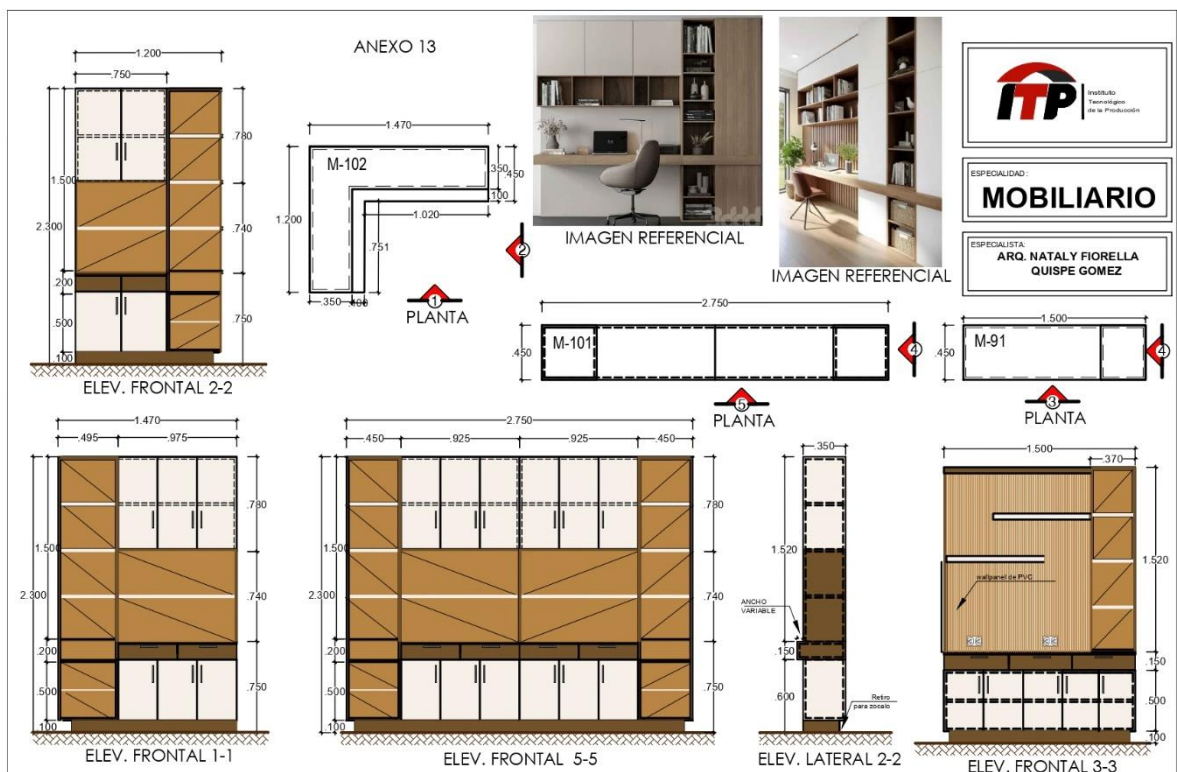 ANEXO 13
1.200
.750
2.300
1.500
.200
.500
.100
.780
.740
.750
ELEV. FRONTAL 2-2
1.470
M-102
.350
.450
.100
1.020
1.200
.751
.350
.100
1
PLANTA
2
IMAGEN REFERENCIAL
IMAGEN REFERENCIAL
ITP
Instituto
Tecnológico
de la Producción
ESPECIALIDAD:
MOBILIARIO
ESPECIALISTA:
ARQ. NATALY FIORELLA
QUISPE GOMEZ
2.750
M-101
.450
4
5
PLANTA
1.500
M-91
.450
4
3
PLANTA
1.470
.495
.975
2.300
1.500
.200
.500
.100
.780
.740
.750
ELEV. FRONTAL 1-1
2.750
.450
.925
.925
.450
2.300
1.500
.200
.500
.100
.780
.740
.750
ELEV. FRONTAL 5-5
.350
1.520
ANCHO
VARIABLE
.150
.600
Retiro
para zocalo
ELEV. LATERAL 2-2
1.500
.370
1.520
wallpanel de PVC
.150
.500
.100
ELEV. FRONTAL 3-3